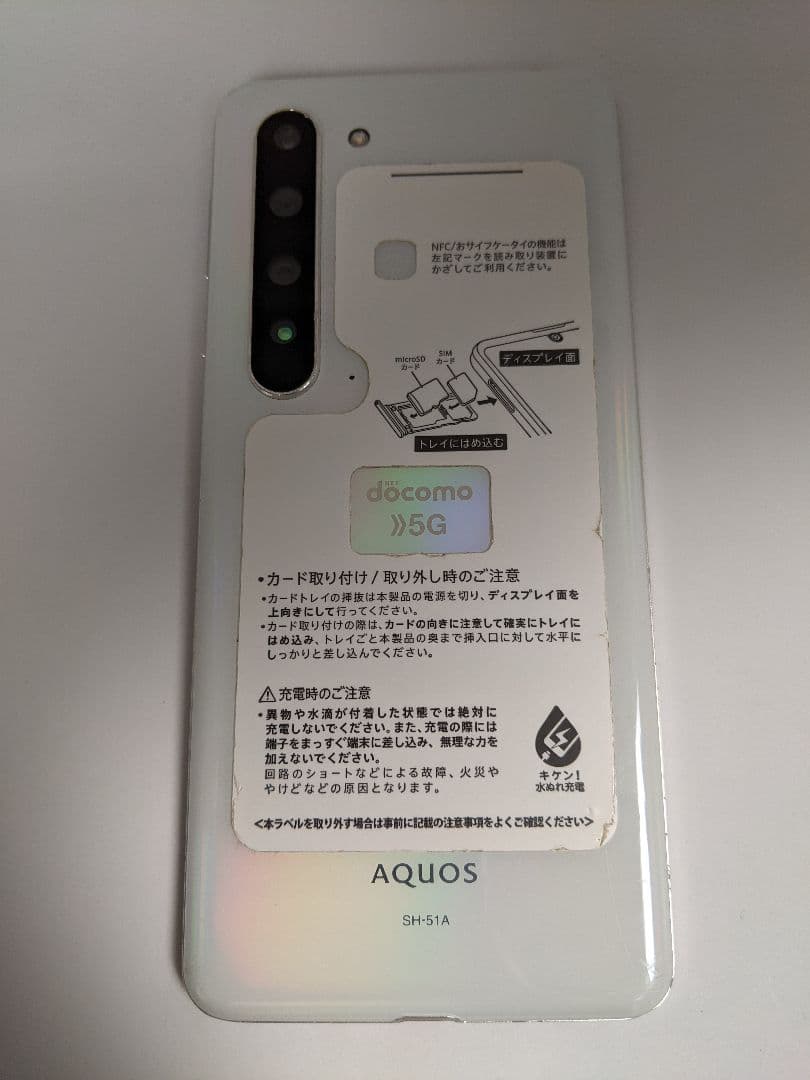 NFC/おサイフケータイの機能は
左記マークを読み取り装置に
かざしてご利用ください。
microSD
カード
SIM
カード
ディスプレイ面
トレイにはめ込む
NTT
docomo
5G
・カード取り付け / 取り外し時のご注意
・カードトレイの挿抜は本製品の電源を切り、ディスプレイ面を
上向きにして行ってください。
・カード取り付けの際は、カードの向きに注意して確実にトレイに
はめ込み、トレイごと本製品の奥まで挿入口に対して水平に
しっかりと差し込んでください。
充電時のご注意
・異物や水滴が付着した状態では絶対に
充電しないでください。また、充電の際には
端子をまっすぐ端末に差し込み、無理な力を
加えないでください。
回路のショートなどによる故障、火災や
やけどなどの原因となります。
キケン!
水ぬれ充電
<本ラベルを取り外す場合は事前に記載の注意事項をよくご確認ください>
AQUOS
SH-51A